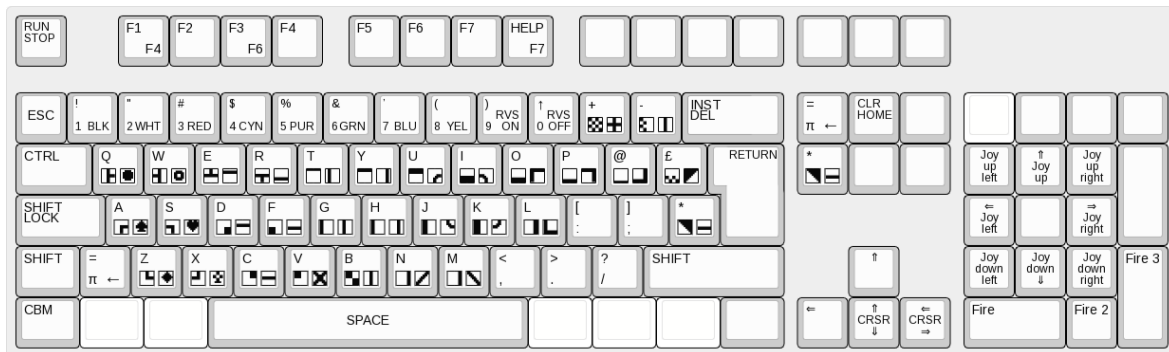 RUN
STOP
F1
F4
F2
F3
F6
F4
F5
F6
F7
HELP
F7
ESC
!
1 BLK
"
2 WHT
#
3 RED
$
4 CYN
%
5 PUR
&
6 GRN
'
7 BLU
(
8 YEL
)
RVS
9 ON
↑
RVS
0 OFF
+
-
INST
DEL
=
π ←
CLR
HOME
CTRL
Q
W
E
R
T
Y
U
I
O
P
@
£
RETURN
*
Joy
up
left
⇑
Joy
up
Joy
up
right
SHIFT
LOCK
A
S
D
F
G
H
J
K
L
[
:
]
;
*
⇐
Joy
left
⇒
Joy
right
SHIFT
=
π ←
Z
X
C
V
B
N
M
<
,
>
.
?
/
SHIFT
⇑
Joy
down
left
Joy
down
⇓
Joy
down
right
Fire 3
CBM
SPACE
⇐
⇑
CRSR
⇓
⇐
CRSR
⇒
Fire
Fire 2